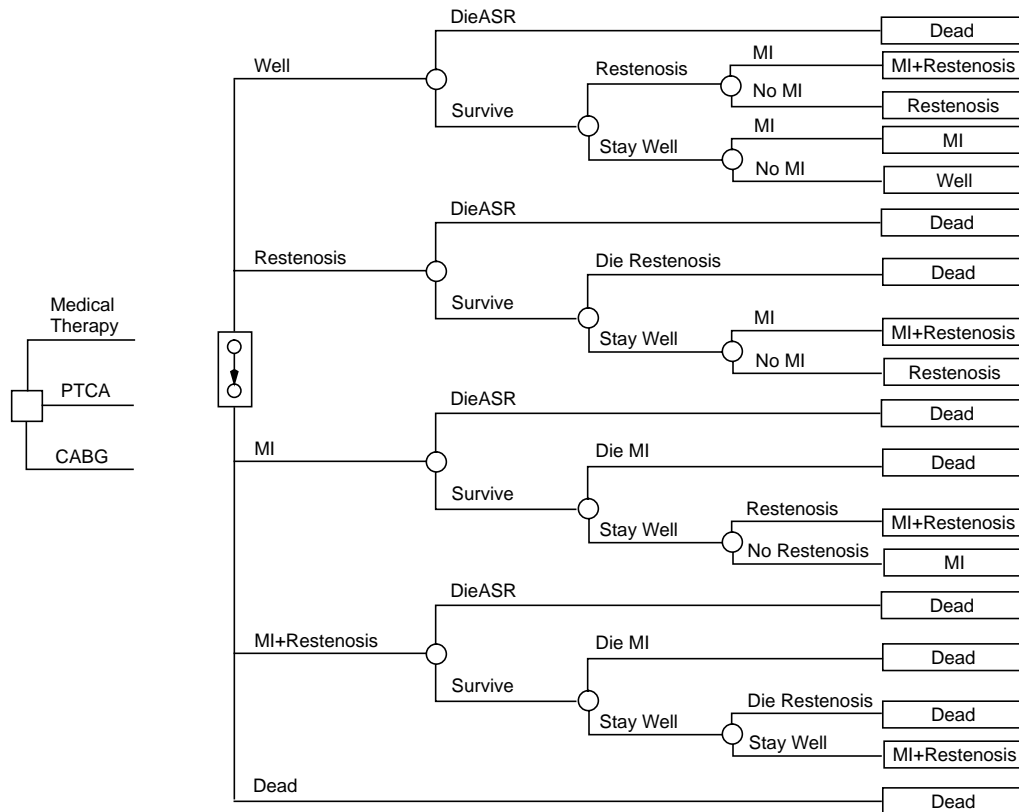 DieASR
Dead
Well
MI
MI+Restenosis
Restenosis
No MI
Restenosis
Survive
MI
MI
Stay Well
No MI
Well
DieASR
Dead
Restenosis
Die Restenosis
Dead
Survive
MI
MI+Restenosis
Stay Well
No MI
Restenosis
Medical
Therapy
PTCA
CABG
DieASR
Dead
MI
Die MI
Dead
Survive
Restenosis
MI+Restenosis
Stay Well
No Restenosis
MI
DieASR
Dead
MI+Restenosis
Die MI
Dead
Survive
Die Restenosis
Dead
Stay Well
Stay Well
MI+Restenosis
Dead
Dead